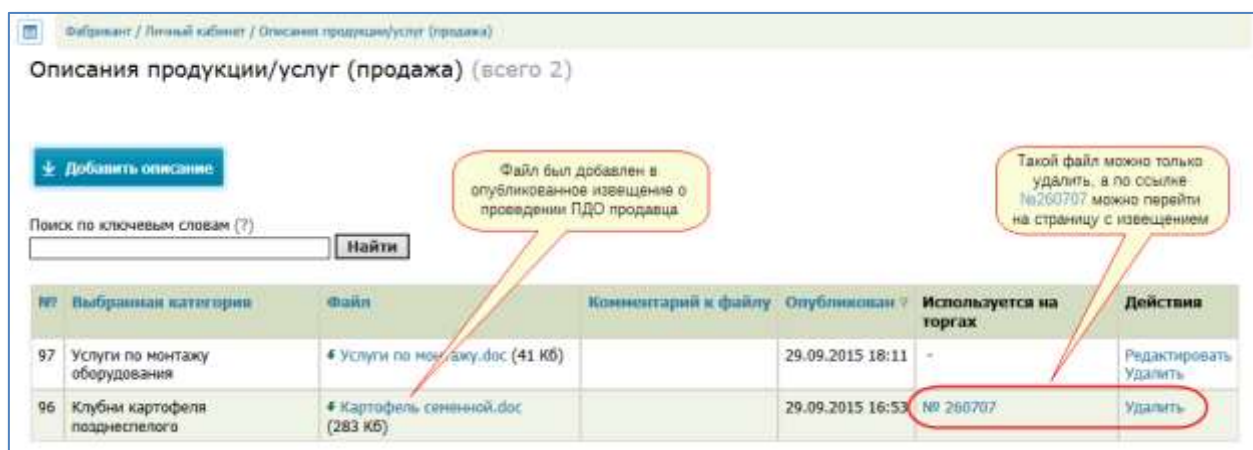 Фабрикант / Личный кабинет / Описания продукции/услуг (продажа)
Описания продукции/услуг (продажа) (всего 2)
Добавить описание
Файл был добавлен в
опубликованное извещение о
проведении ПДО продавца
Такой файл можно только
удалить, а по ссылке
№260707 можно перейти
на страницу с извещением
Поиск по ключевым словам (?)
Найти
№ Выбранная категория Файл Комментарий к файлу Опубликован Используется на
торгах Действия
97 Услуги по монтажу
оборудования Услуги по монтажу.doc (41 Кб) 29.09.2015 18:11 - Редактировать
Удалить
96 Клубни картофеля
позднеспелого Картофель семенной.doc
(283 Кб) 29.09.2015 16:53 № 260707 Удалить